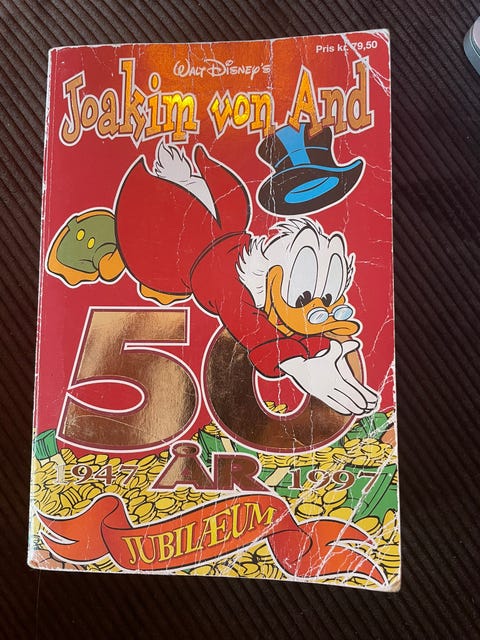 Pris kr. 79,50
WALT DISNEY'S
Joakim von And
50
1947 ÅR 1997
JUBILÆUM